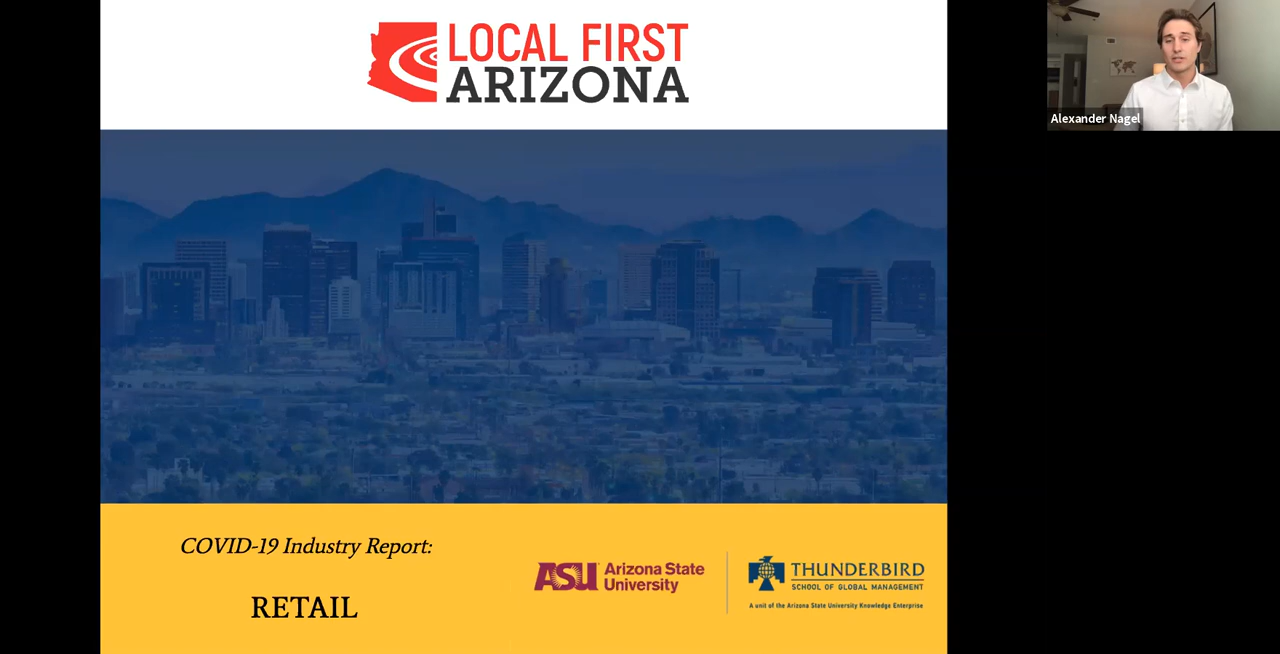 LOCAL FIRST
ARIZONA
Alexander Nagel
COVID-19 Industry Report:
RETAIL
ASU Arizona State
University
THUNDERBIRD
SCHOOL OF GLOBAL MANAGEMENT
A unit of the Arizona State University Knowledge Enterprise